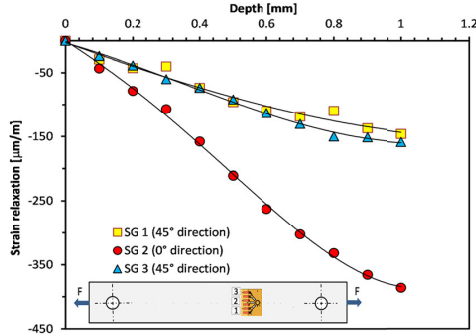 Depth [mm]
0 0.2 0.4 0.6 0.8 1 1.2
-50
-150
-250
-350
-450
Strain relaxation [µm/m]
SG 1 (45° direction)
SG 2 (0° direction)
SG 3 (45° direction)
F F
3
2
1